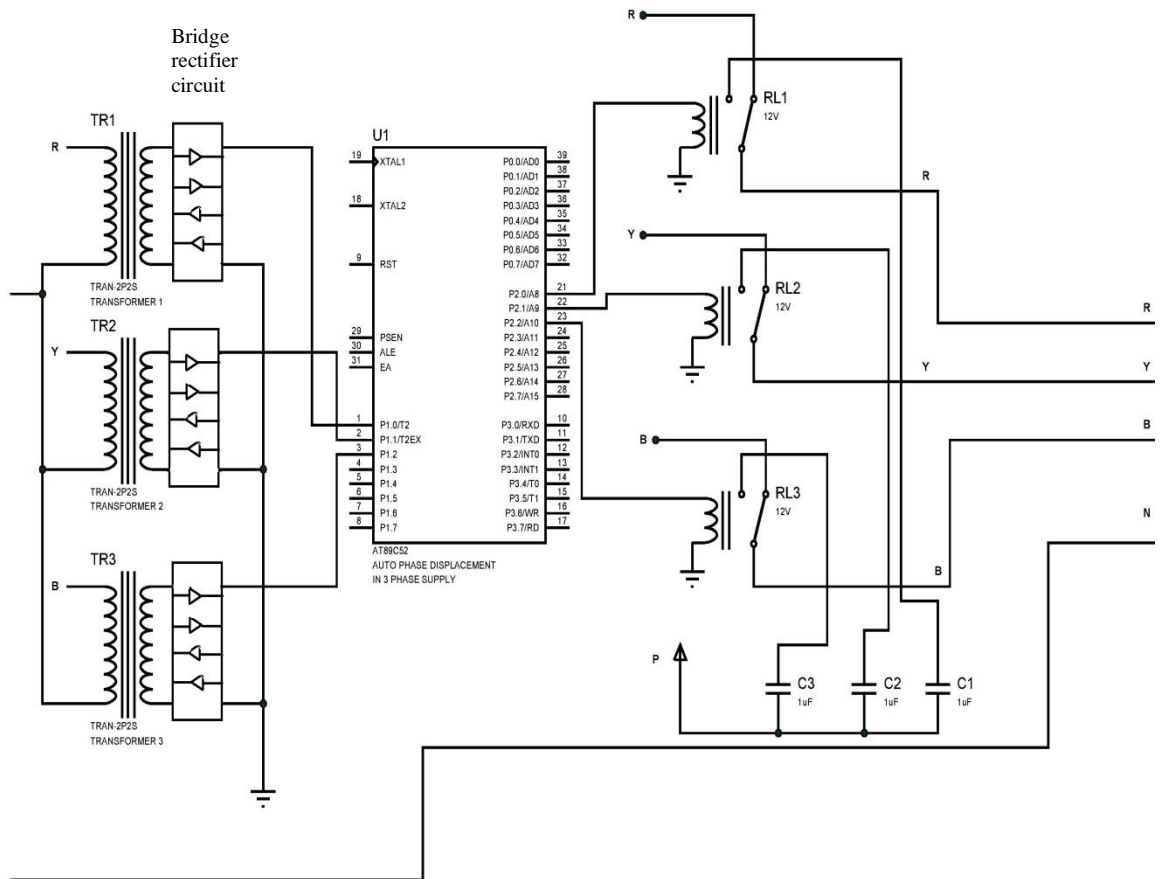 Bridge
rectifier
circuit
TR1
R
TRAN-2P2S
TRANSFORMER 1
TR2
Y
TRAN-2P2S
TRANSFORMER 2
TR3
B
TRAN-2P2S
TRANSFORMER 3
U1
19 XTAL1
18 XTAL2
9 RST
29 PSEN
30 ALE
31 EA
1 P1.0/T2
2 P1.1/T2EX
3 P1.2
4 P1.3
5 P1.4
6 P1.5
7 P1.6
8 P1.7
P0.0/AD0 39
P0.1/AD1 38
P0.2/AD2 37
P0.3/AD3 36
P0.4/AD4 35
P0.5/AD5 34
P0.6/AD6 33
P0.7/AD7 32
P2.0/A8 21
P2.1/A9 22
P2.2/A10 23
P2.3/A11 24
P2.4/A12 25
P2.5/A13 26
P2.6/A14 27
P2.7/A15 28
P3.0/RXD 10
P3.1/TXD 11
P3.2/INT0 12
P3.3/INT1 13
P3.4/T0 14
P3.5/T1 15
P3.6/WR 16
P3.7/RD 17
AT89C52
AUTO PHASE DISPLACEMENT
IN 3 PHASE SUPPLY
R
RL1
12V
R
Y
RL2
12V
R
Y
Y
B
B
RL3
12V
N
B
P
C3
1uF
C2
1uF
C1
1uF